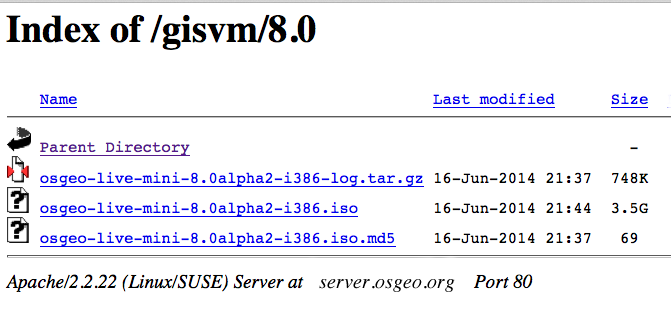 Index of /gisvm/8.0
Name Last modified Size
Parent Directory -
osgeo-live-mini-8.0alpha2-i386-log.tar.gz 16-Jun-2014 21:37 748K
osgeo-live-mini-8.0alpha2-i386.iso 16-Jun-2014 21:44 3.5G
osgeo-live-mini-8.0alpha2-i386.iso.md5 16-Jun-2014 21:37 69
Apache/2.2.22 (Linux/SUSE) Server at server.osgeo.org Port 80